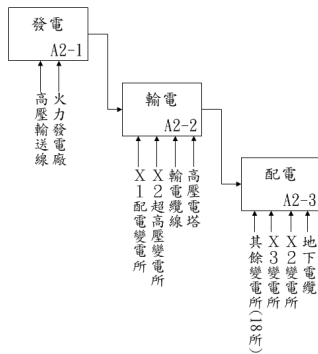 發電
A2-1
高壓輸送線
火力發電廠
輸電
A2-2
X1配電變電所
X2超高壓變電所
輸電纜線
高壓電塔
配電
A2-3
其餘變電所(18所)
X3變電所
X2變電所
地下電纜